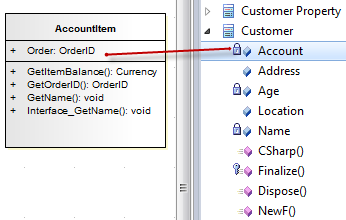 AccountItem
+ Order: OrderID
+ GetItemBalance(): Currency
+ GetOrderID(): OrderID
+ GetName(): void
+ Interface_GetName(): void
Customer Property
Customer
Account
Address
Age
Location
Name
CSharp()
Finalize()
Dispose()
NewF()